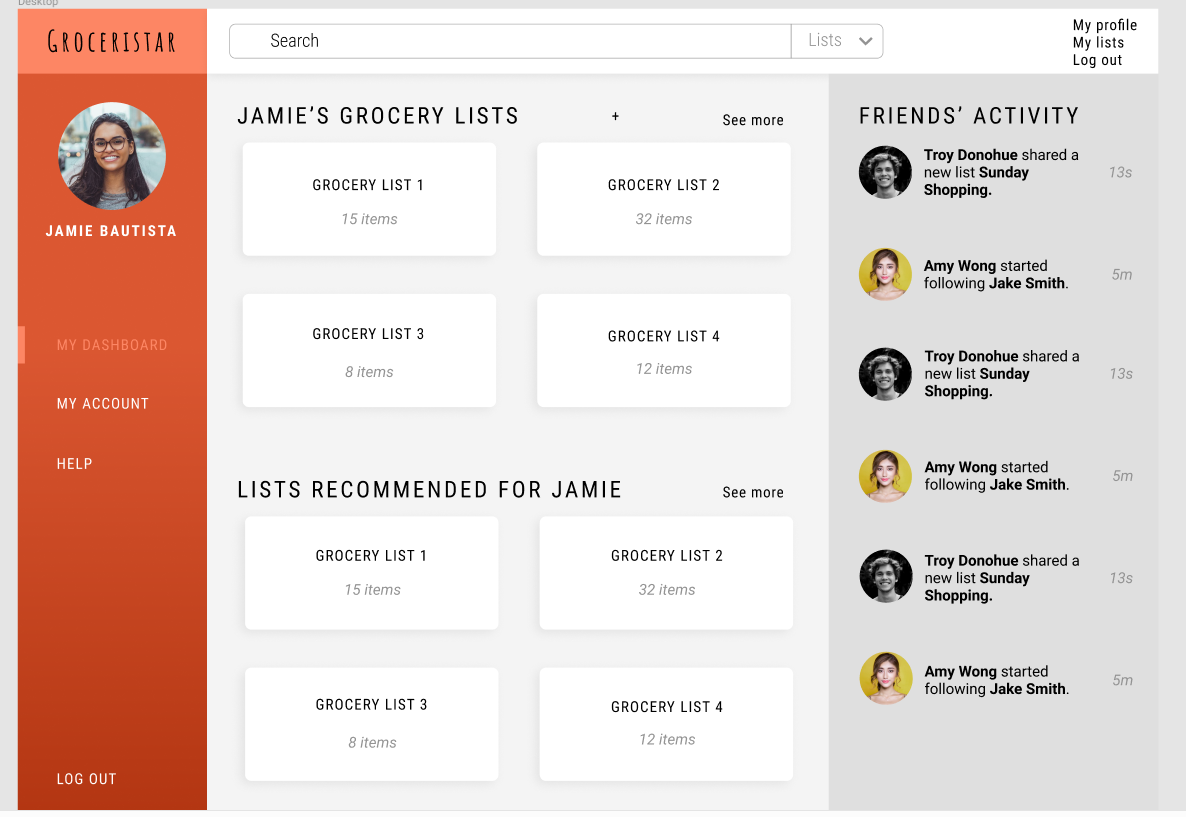 Desktop
GROCERISTAR
Search
Lists
My profile
My lists
Log out
JAMIE BAUTISTA
MY DASHBOARD
MY ACCOUNT
HELP
LOG OUT
JAMIE’S GROCERY LISTS
+
See more
GROCERY LIST 1
15 items
GROCERY LIST 2
32 items
GROCERY LIST 3
8 items
GROCERY LIST 4
12 items
LISTS RECOMMENDED FOR JAMIE
See more
GROCERY LIST 1
15 items
GROCERY LIST 2
32 items
GROCERY LIST 3
8 items
GROCERY LIST 4
12 items
FRIENDS’ ACTIVITY
Troy Donohue shared a
new list Sunday
Shopping.
13s
Amy Wong started
following Jake Smith.
5m
Troy Donohue shared a
new list Sunday
Shopping.
13s
Amy Wong started
following Jake Smith.
5m
Troy Donohue shared a
new list Sunday
Shopping.
13s
Amy Wong started
following Jake Smith.
5m